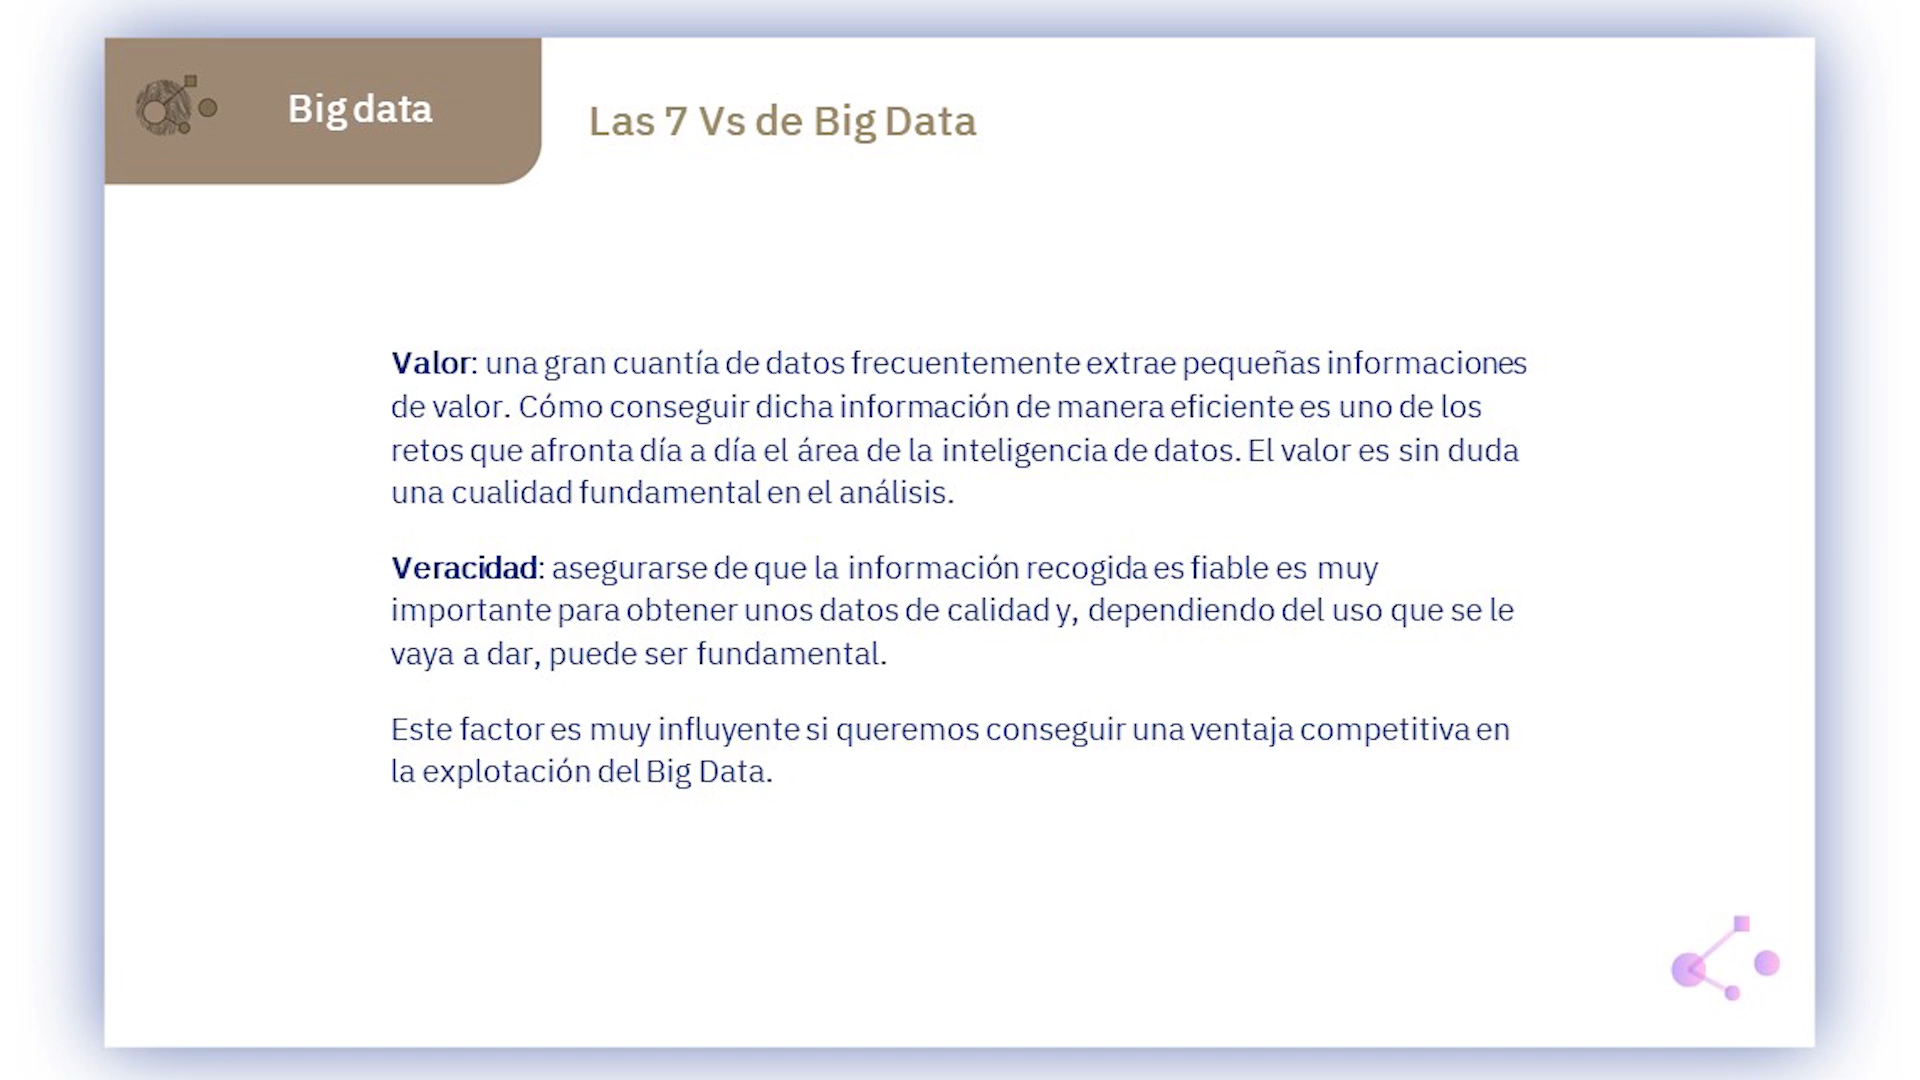 Big data
Las 7 Vs de Big Data
Valor: una gran cuantía de datos frecuentemente extrae pequeñas informaciones
de valor. Cómo conseguir dicha información de manera eficiente es uno de los
retos que afronta día a día el área de la inteligencia de datos. El valor es sin duda
una cualidad fundamental en el análisis.
Veracidad: asegurarse de que la información recogida es fiable es muy
importante para obtener unos datos de calidad y, dependiendo del uso que se le
vaya a dar, puede ser fundamental.
Este factor es muy influyente si queremos conseguir una ventaja competitiva en
la explotación del Big Data.